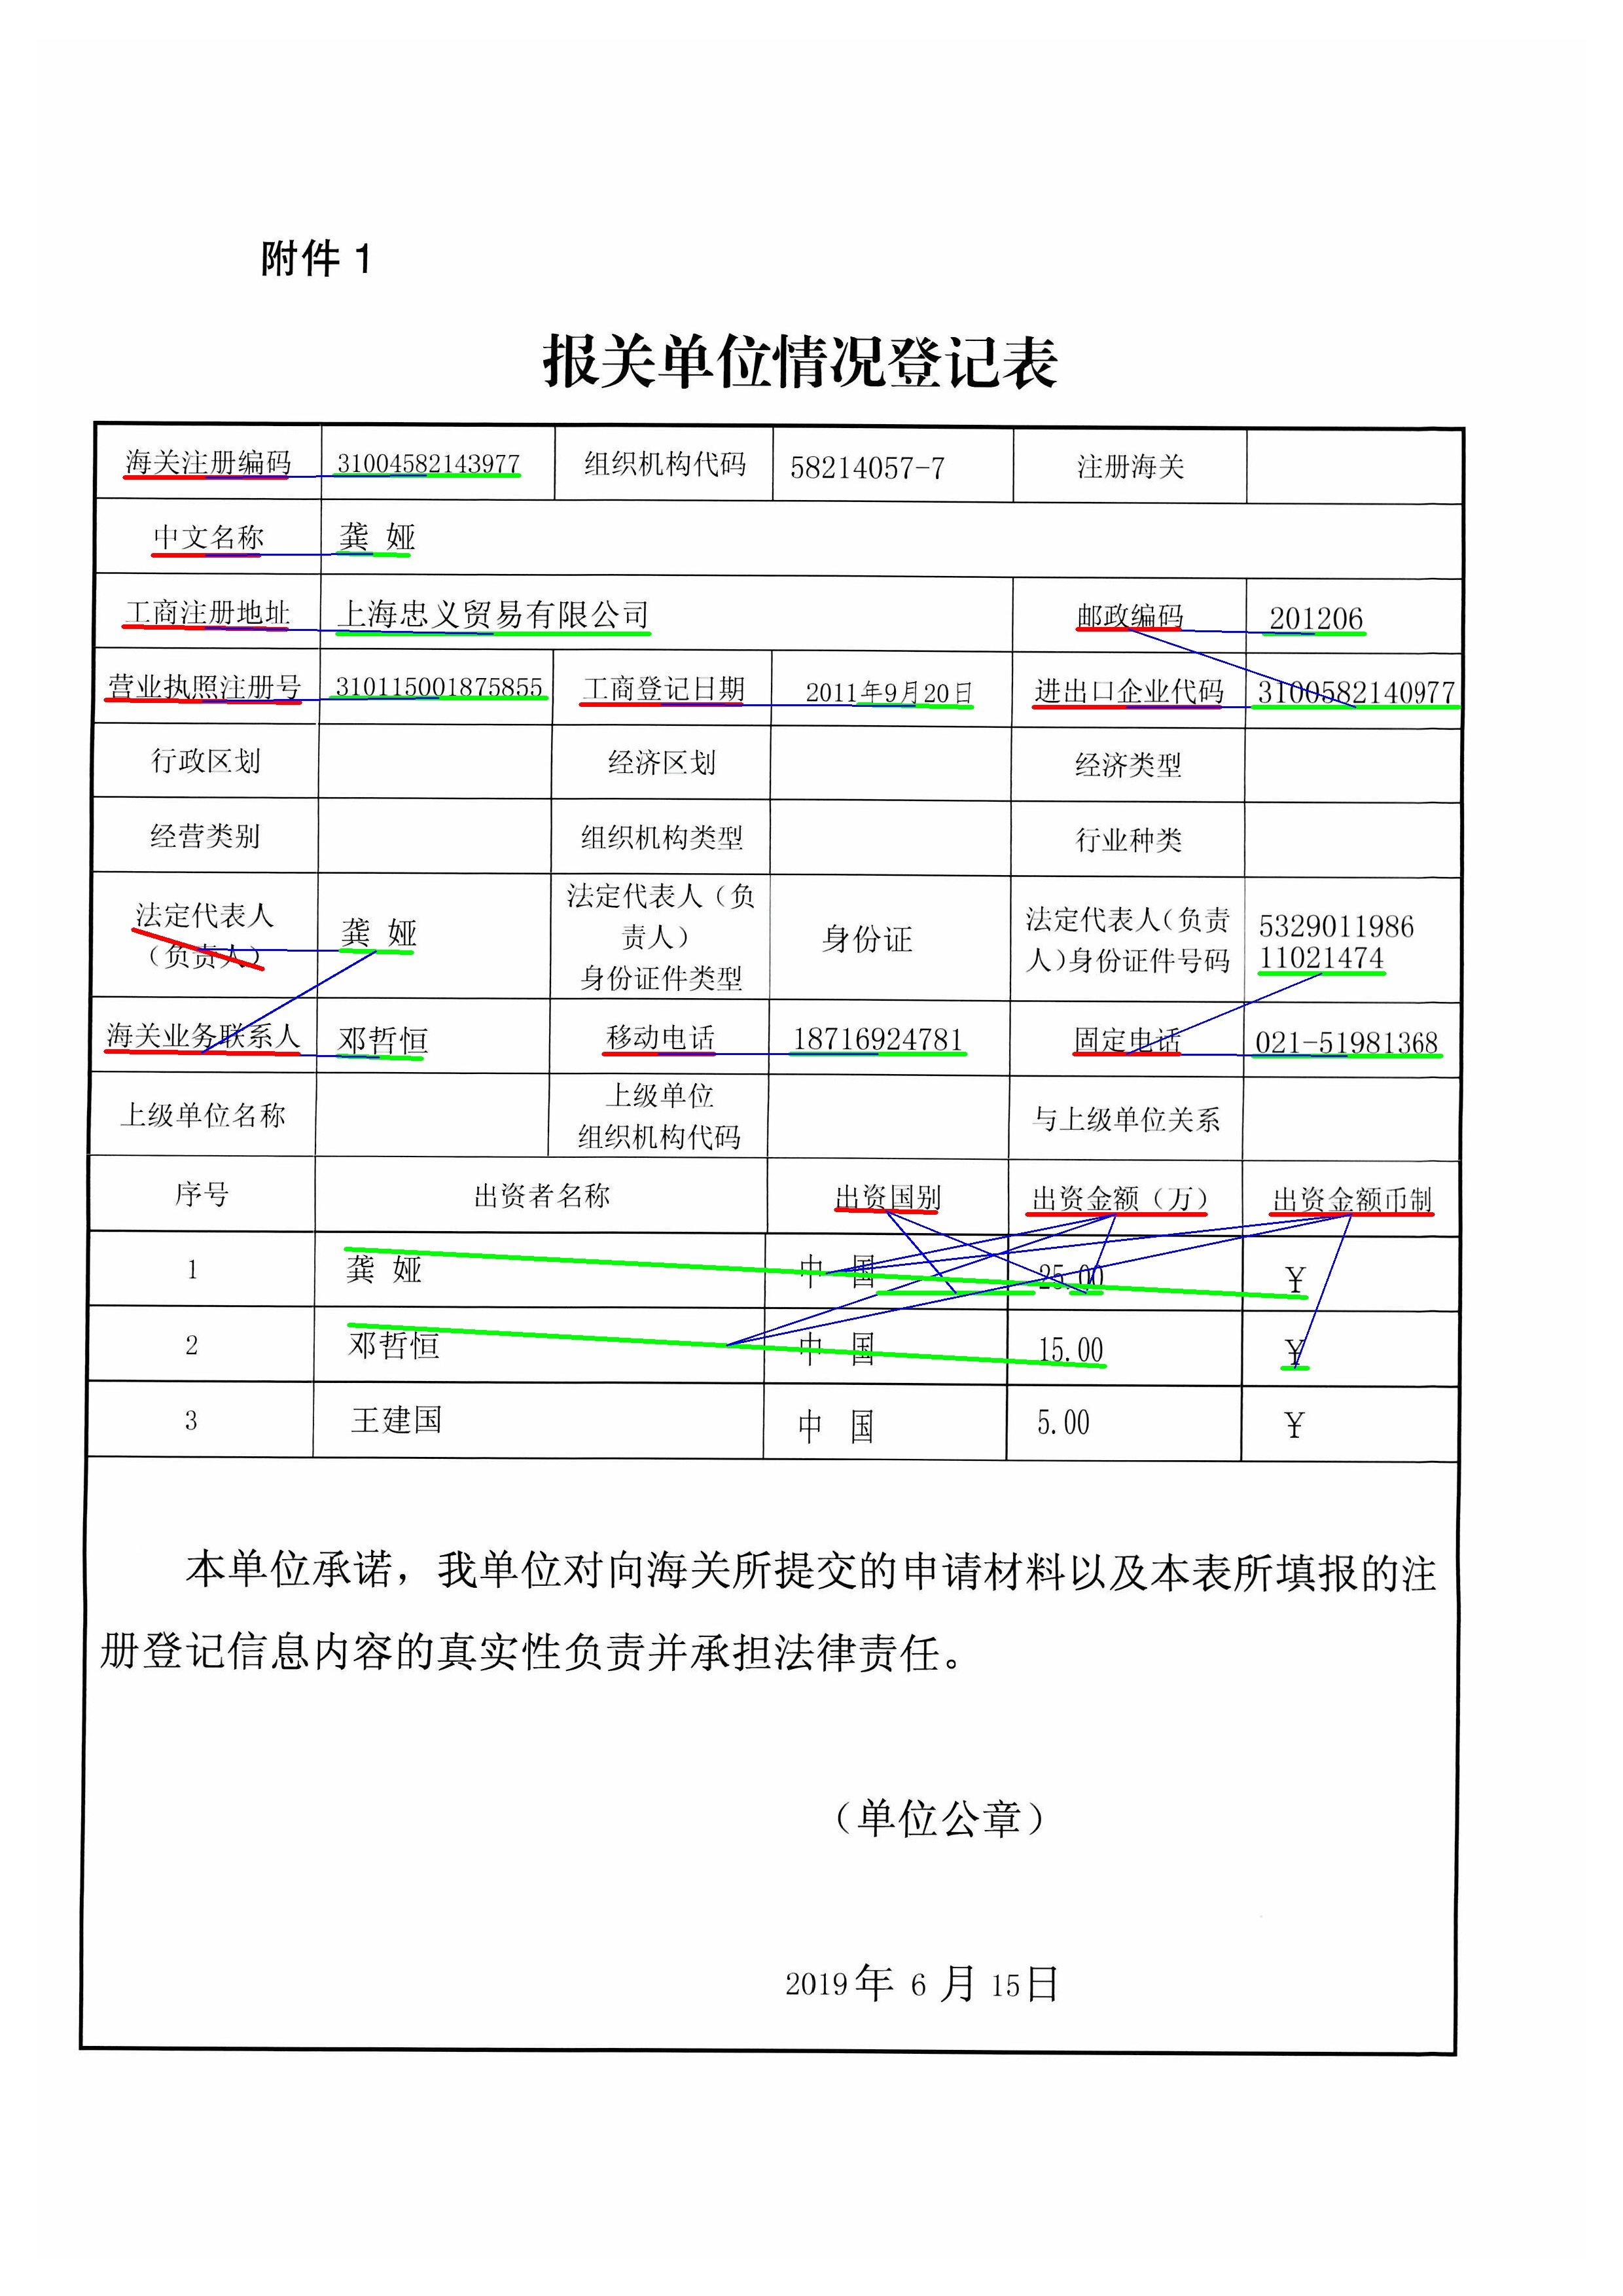 附件 1
报关单位情况登记表
海关注册编码 31004582143977 组织机构代码 58214057-7 注册海关
中文名称 龚 娅
工商注册地址 上海忠义贸易有限公司 邮政编码 201206
营业执照注册号 310115001875855 工商登记日期 2011年9月20日 进出口企业代码 3100582140977
行政区划 经济区划 经济类型
经营类别 组织机构类型 行业种类
法定代表人
（负责人） 龚 娅 法定代表人（负
责人）
身份证件类型 身份证 法定代表人（负责
人）身份证件号码 5329011986
11021474
海关业务联系人 邓哲恒 移动电话 18716924781 固定电话 021-51981368
上级单位名称 上级单位
组织机构代码 与上级单位关系
序号 出资者名称 出资国别 出资金额（万） 出资金额币制
1 龚 娅 中 国 25.00 ¥
2 邓哲恒 中 国 15.00 ¥
3 王建国 中 国 5.00 ¥
本单位承诺，我单位对向海关所提交的申请材料以及本表所填报的注
册登记信息内容的真实性负责并承担法律责任。
（单位公章）
2019年 6 月 15日